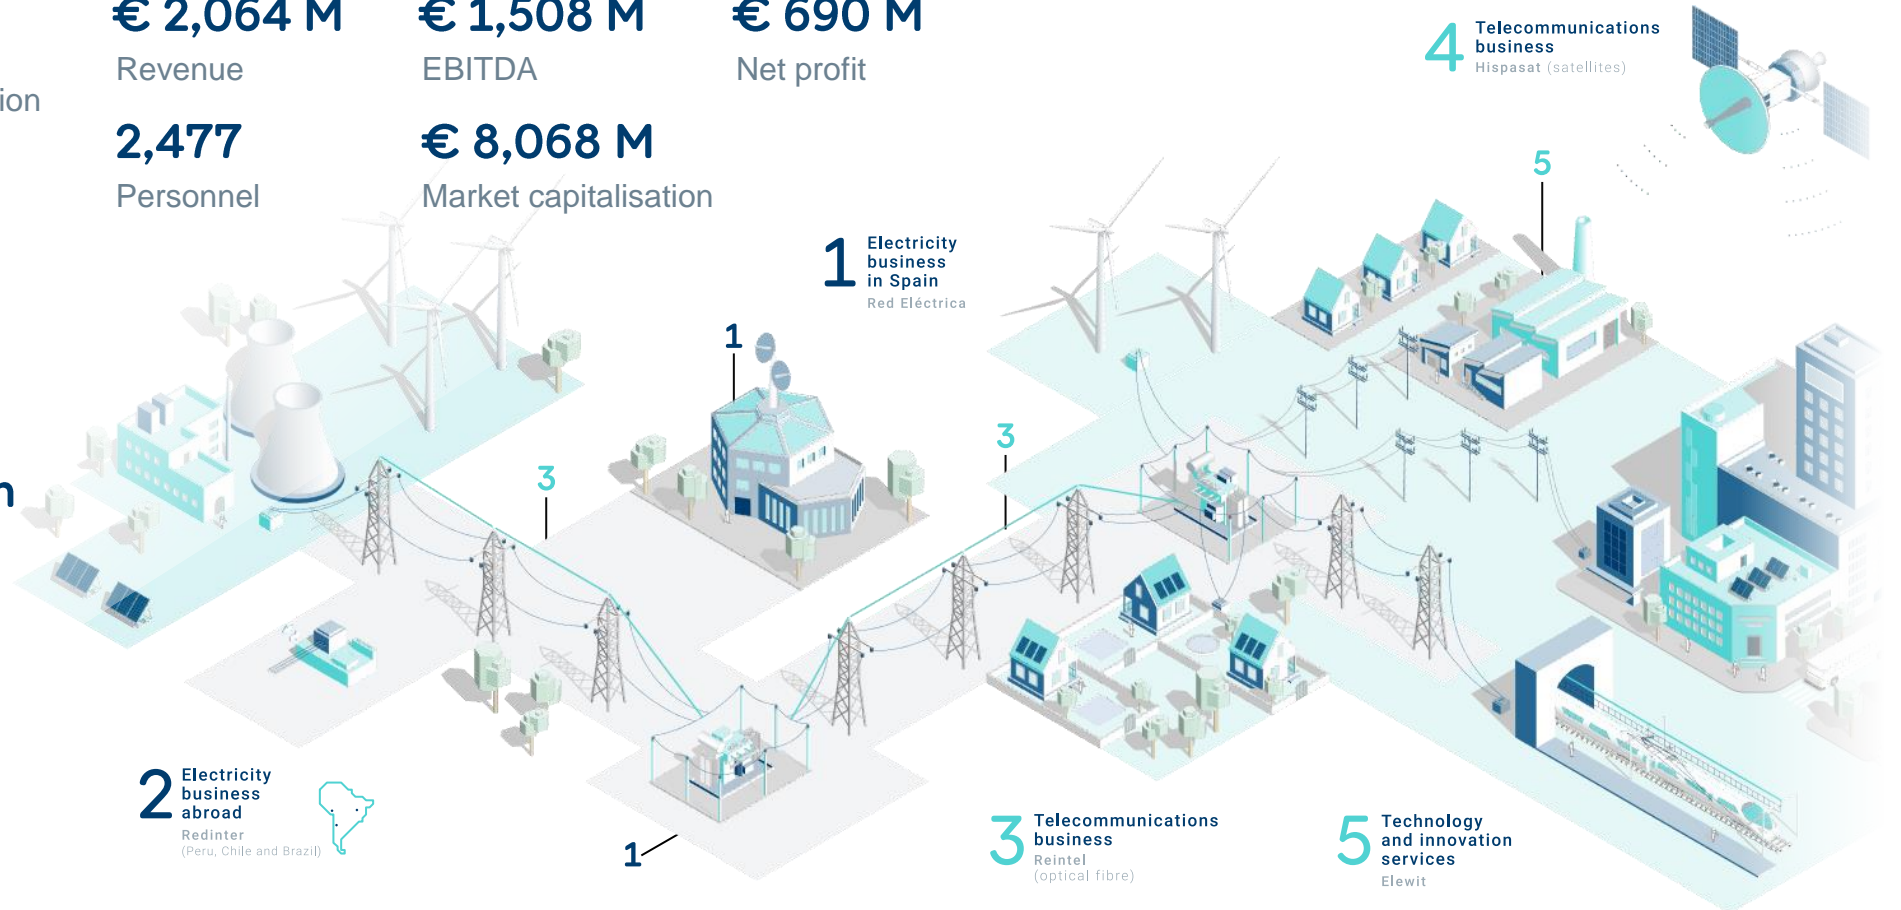 € 2,064 M
€ 1,508 M
€ 690 M
Revenue
EBITDA
Net profit
2,477
€ 8,068 M
Personnel
Market capitalisation
4
Telecommunications
business
Hispasat (satellites)
5
1
Electricity
business
in Spain
Red Eléctrica
1
3
3
2
Electricity
business
abroad
Redinter
(Peru, Chile and Brazil)
1
3
Telecommunications
business
Reintel
(optical fibre)
5
Technology
and innovation
services
Elewit